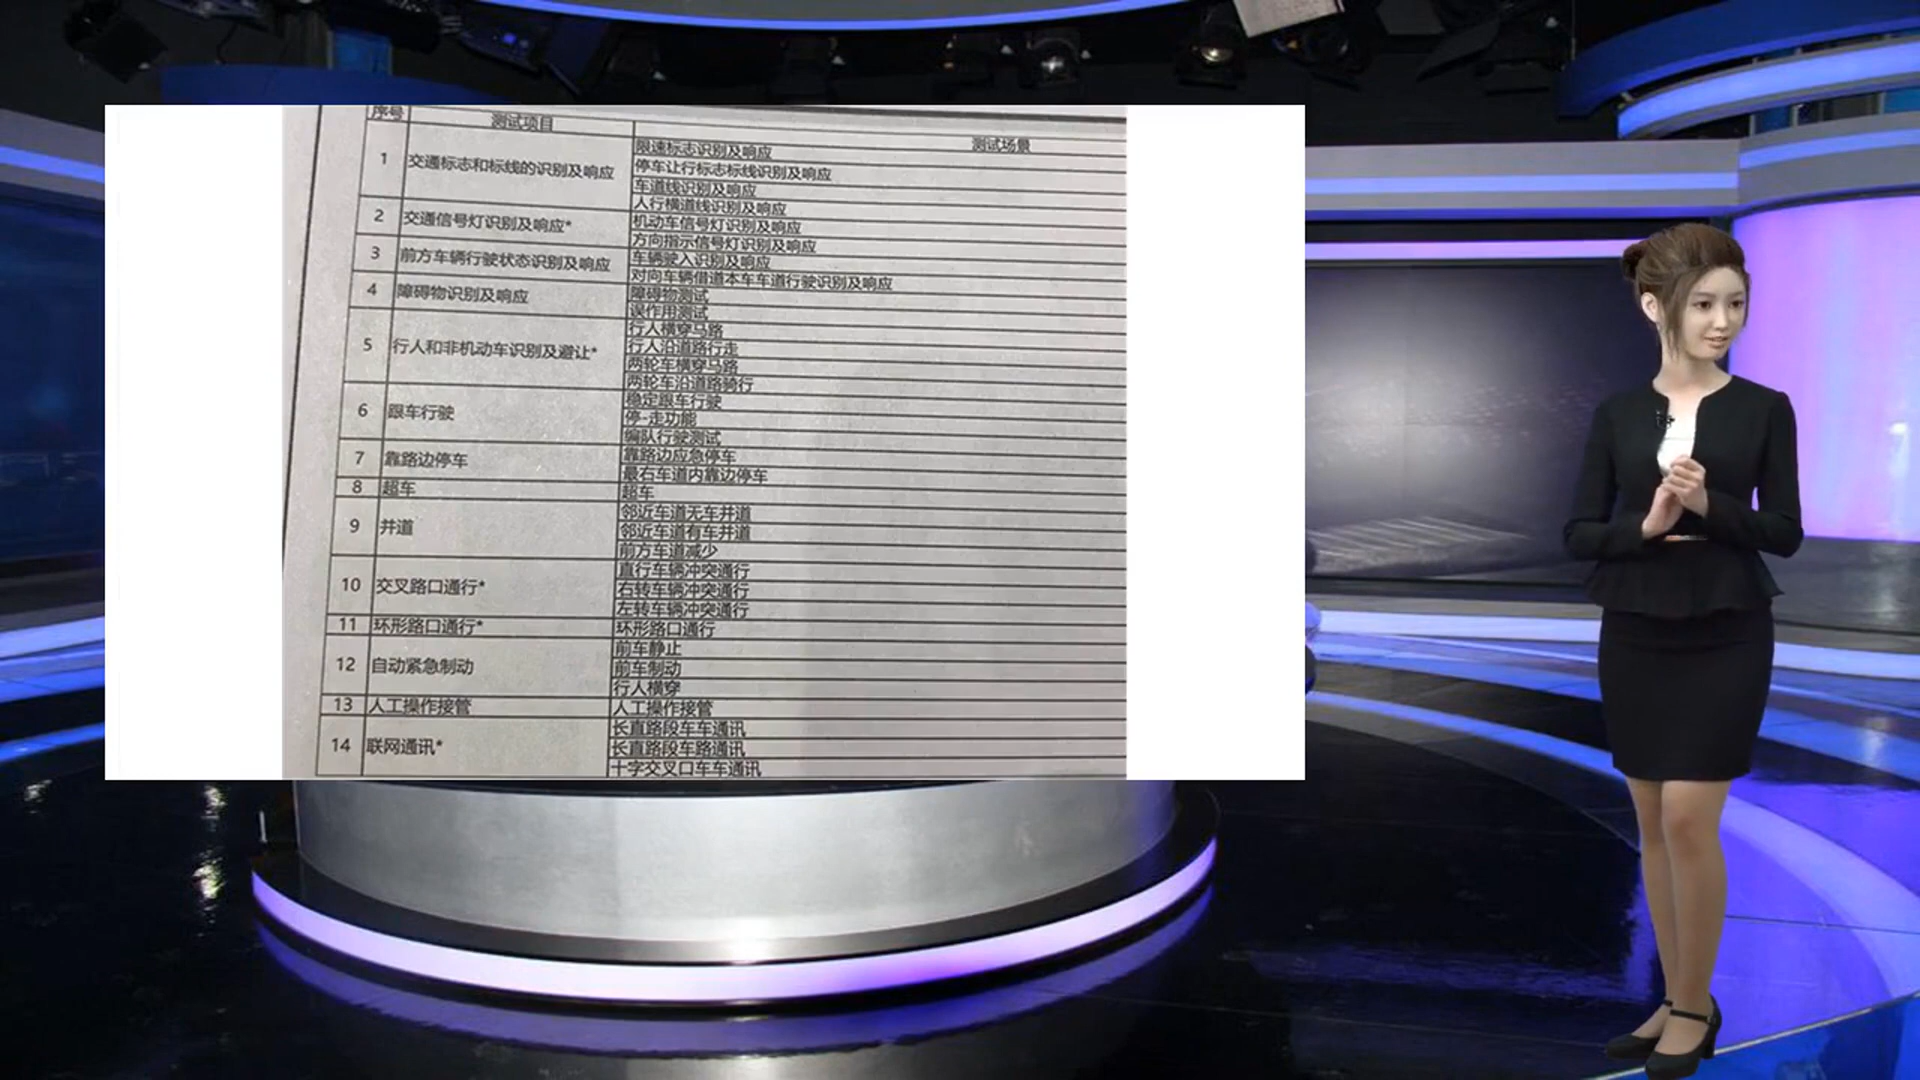 序号 测试项目 测试场景
1 交通标志和标线的识别及响应 限速标志识别及响应
停车让行标志标线识别及响应
车道线识别及响应
人行横道线识别及响应
2 交通信号灯识别及响应* 机动车信号灯识别及响应
方向指示信号灯识别及响应
3 前方车辆行驶状态识别及响应 车辆驶入识别及响应
对向车辆借道本车车道行驶识别及响应
4 障碍物识别及响应 障碍物测试
误作用测试
5 行人和非机动车识别及避让* 行人横穿马路
行人沿道路行走
两轮车横穿马路
两轮车沿道路骑行
6 跟车行驶 稳定跟车行驶
停-走功能
编队行驶测试
7 靠路边停车 靠路边应急停车
最右车道内靠边停车
8 超车 超车
9 并道 邻近车道无车并道
邻近车道有车并道
前方车道减少
10 交叉路口通行* 直行车辆冲突通行
右转车辆冲突通行
左转车辆冲突通行
11 环形路口通行* 环形路口通行
12 自动紧急制动 前车静止
前车制动
行人横穿
13 人工操作接管 人工操作接管
14 联网通讯* 长直路段车车通讯
长直路段车路通讯
十字交叉口车车通讯